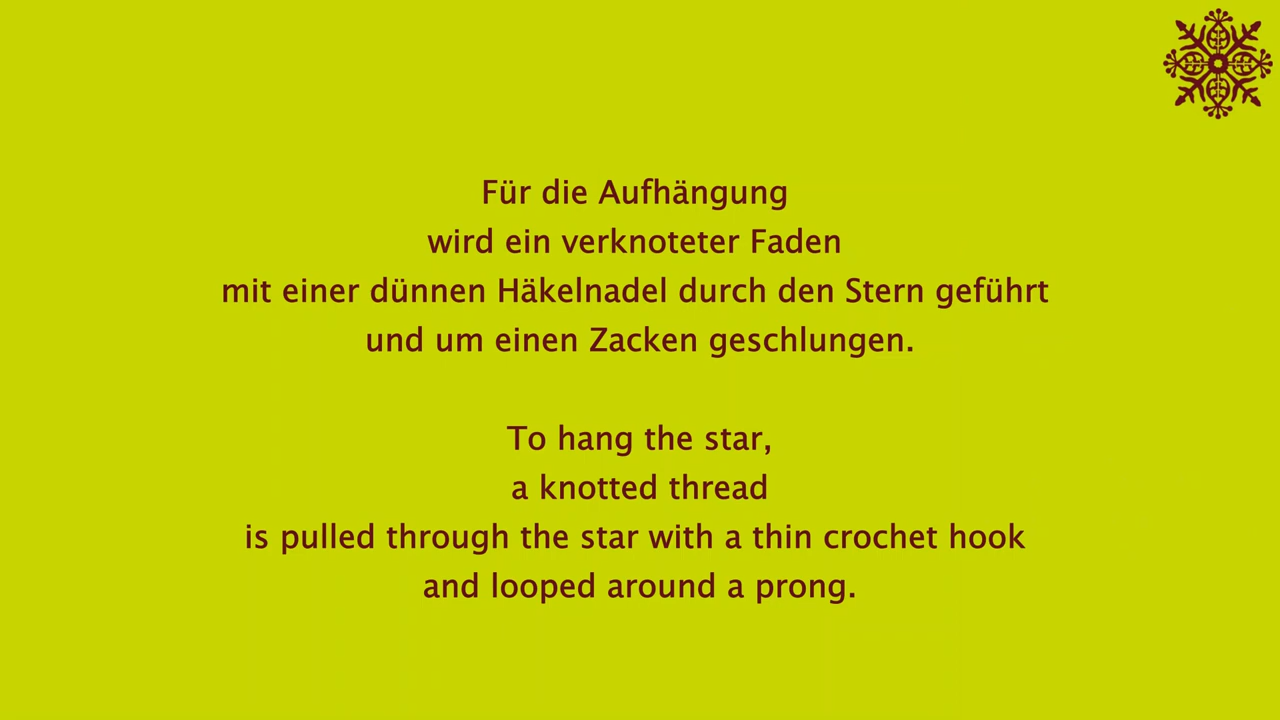 Für die Aufhängung
wird ein verknoteter Faden
mit einer dünnen Häkelnadel durch den Stern geführt
und um einen Zacken geschlungen.
To hang the star,
a knotted thread
is pulled through the star with a thin crochet hook
and looped around a prong.